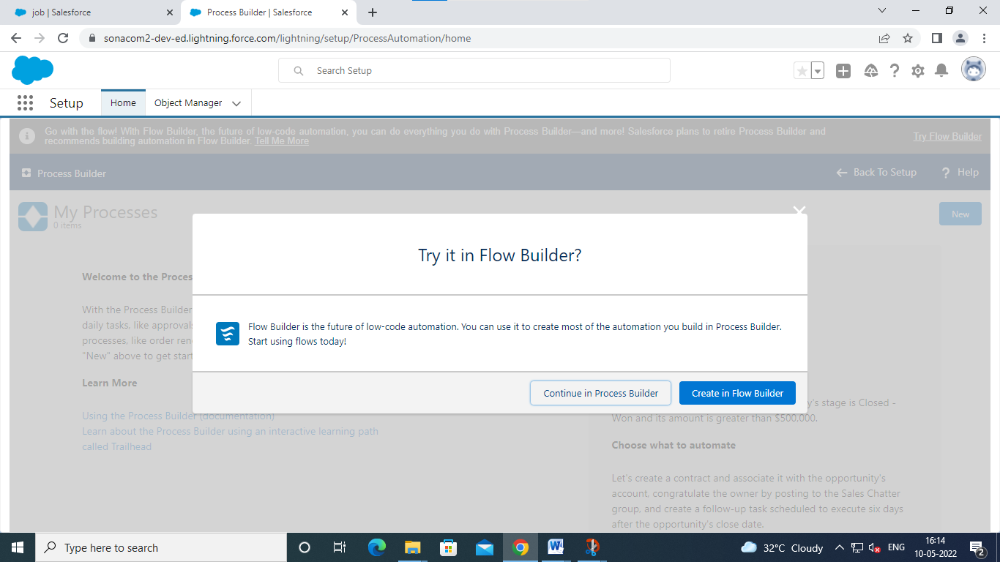 job | Salesforce
Process Builder | Salesforce
sonacom2-dev-ed.lightning.force.com/lightning/setup/ProcessAutomation/home
Search Setup
Setup
Home
Object Manager
Go with the flow! With Flow Builder, the future of low-code automation, you can do everything you do with Process Builder—and more! Salesforce plans to retire Process Builder and
recommends building automation in Flow Builder. Tell Me More
Try Flow Builder
Process Builder
Back To Setup
? Help
My Processes
0 items
New
Try it in Flow Builder?
Welcome to the Proces
With the Process Builder
daily tasks, like approvals
processes, like order ren
"New" above to get start
Flow Builder is the future of low-code automation. You can use it to create most of the automation you build in Process Builder.
Start using flows today!
Learn More
Continue in Process Builder
Create in Flow Builder
Using the Process Builder (documentation)
Learn about the Process Builder using an interactive learning path
called Trailhead
y's stage is Closed -
Won and its amount is greater than $500,000.
Choose what to automate
Let's create a contract and associate it with the opportunity's
account, congratulate the owner by posting to the Sales Chatter
group, and create a follow-up task scheduled to execute six days
after the opportunity's close date.
Type here to search
32°C Cloudy
ENG
16:14
10-05-2022
2